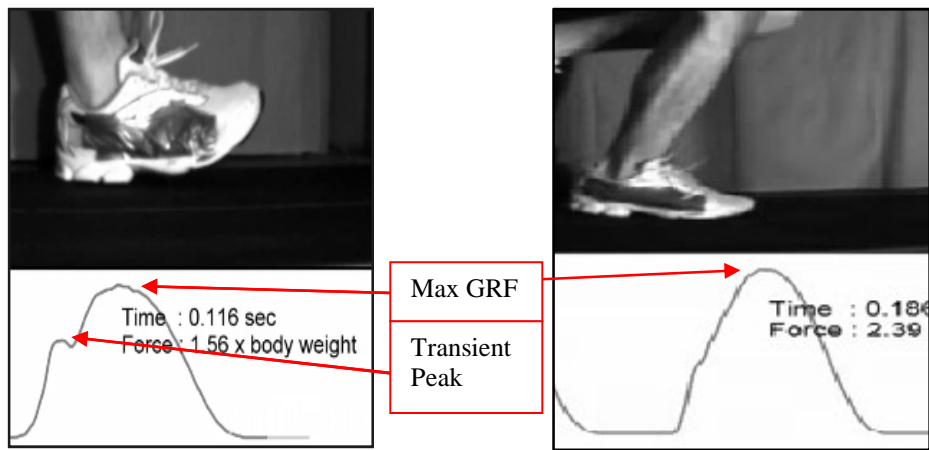 Time : 0.116 sec
Force : 1.56 x body weight
Max GRF
Transient
Peak
Time : 0.186
Force : 2.39